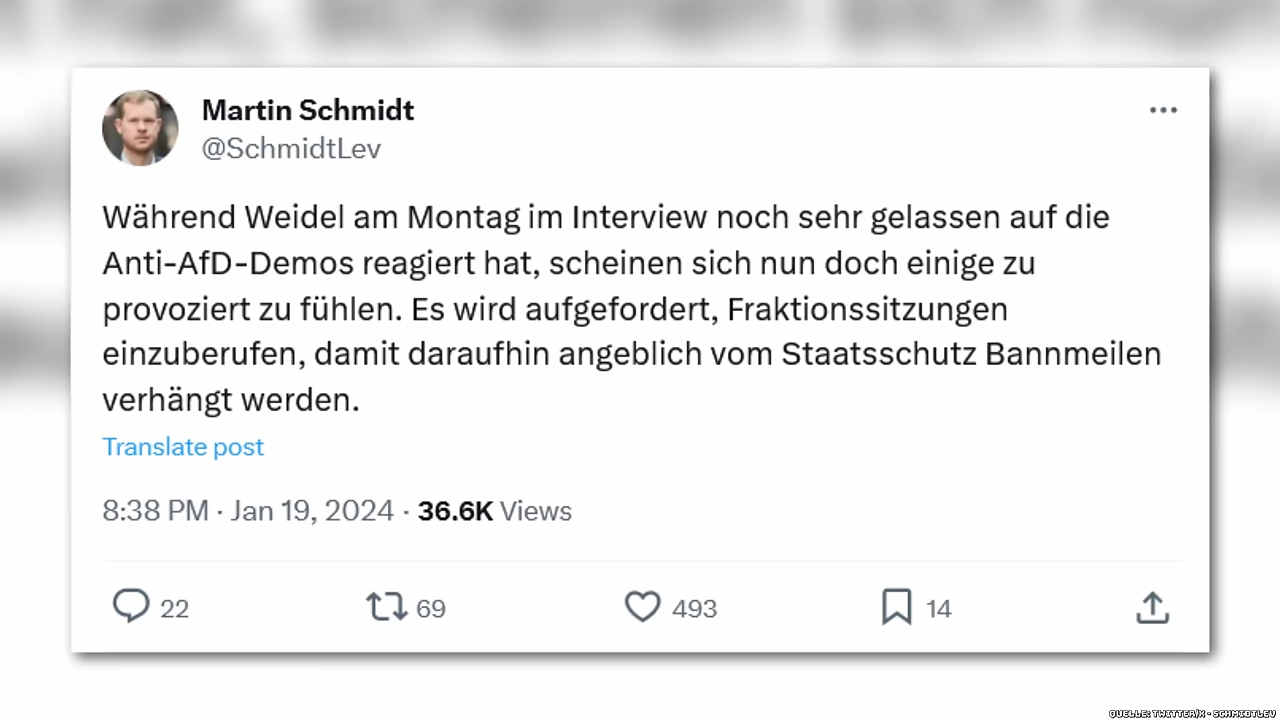 Martin Schmidt
@SchmidtLev
Während Weidel am Montag im Interview noch sehr gelassen auf die
Anti-AfD-Demos reagiert hat, scheinen sich nun doch einige zu
provoziert zu fühlen. Es wird aufgefordert, Fraktionssitzungen
einzuberufen, damit daraufhin angeblich vom Staatsschutz Bannmeilen
verhängt werden.
Translate post
8:38 PM · Jan 19, 2024 · 36.6K Views
22 69 493 14
QUELLE: TWITTER/X - SCHMIDTLEV